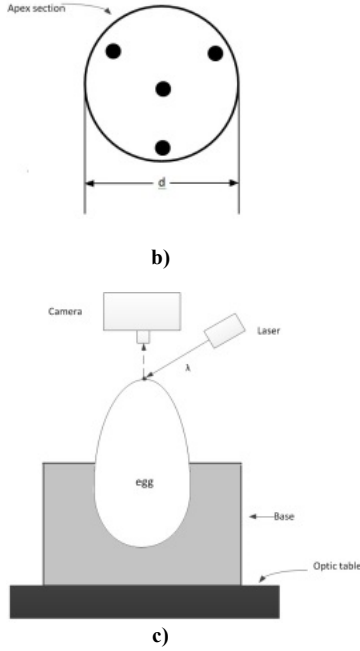 Apex section
d
b)
Camera
Laser
λ
egg
Base
Optic table
c)